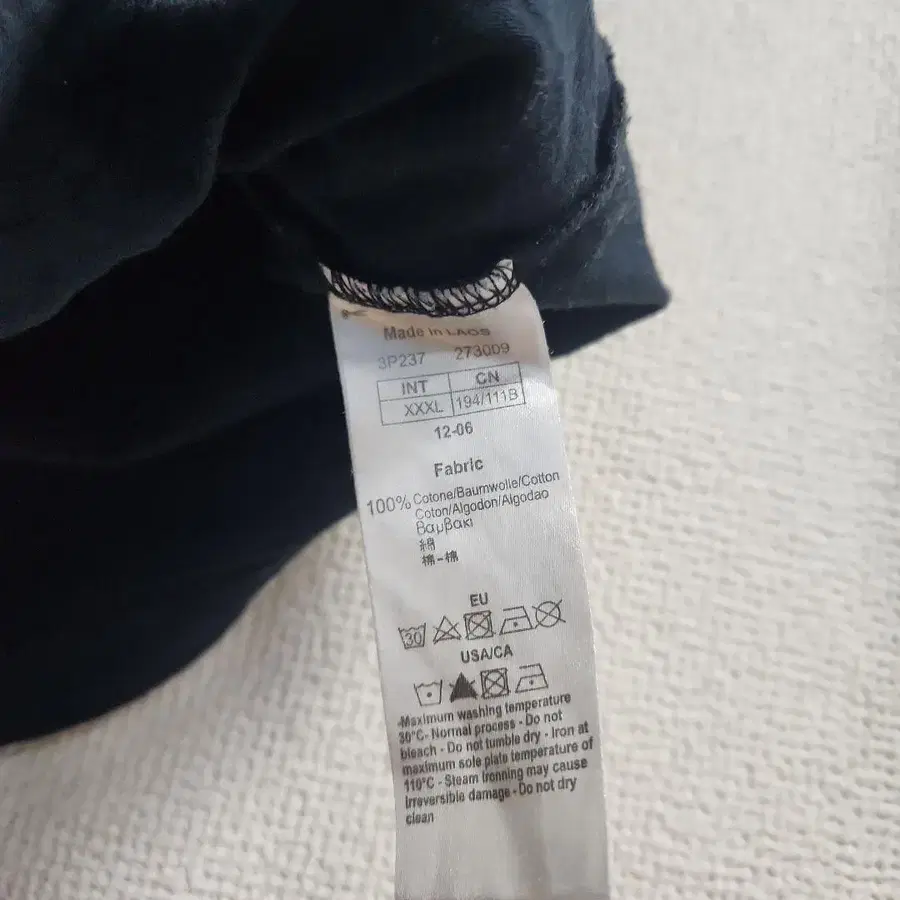 Made in LAOS
3P237 273009
INT CN
XXXL 194/111B
12-06
Fabric
100% Cotone/Baumwolle/Cotton
Coton/Algodon/Algodao
Βαμβακι
綿
棉-棉
EU
30
USA/CA
-Maximum washing temperature
30°C- Normal process - Do not
bleach - Do not tumble dry - Iron at
maximum sole plate temperature of
110°C - Steam Ironning may cause
Irreversible damage - Do not dry
clean